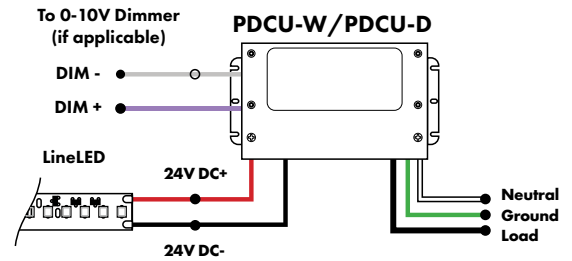 To 0-10V Dimmer
(if applicable)
PDCU-W/PDCU-D
DIM -
DIM +
LineLED
24V DC+
24V DC-
Neutral
Ground
Load